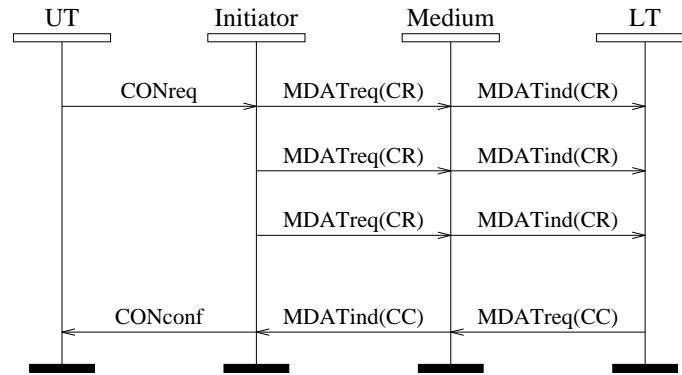 UT Initiator Medium LT
CONreq MDATreq(CR) MDATind(CR)
MDATreq(CR) MDATind(CR)
MDATreq(CR) MDATind(CR)
CONconf MDATind(CC) MDATreq(CC)